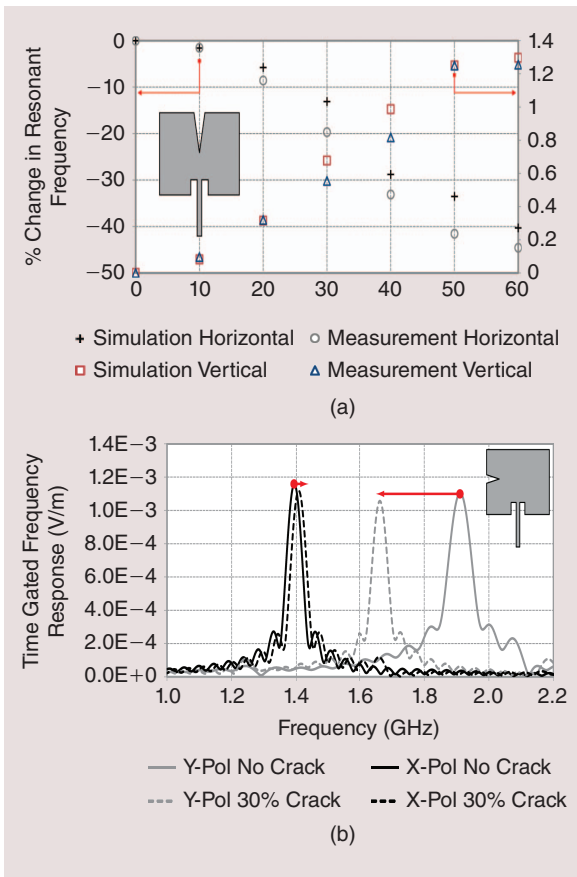 % Change in Resonant
Frequency
0
−10
−20
−30
−40
−50
1.4
1.2
1
0.8
0.6
0.4
0.2
0
0 10 20 30 40 50 60
+ Simulation Horizontal ○ Measurement Horizontal
□ Simulation Vertical △ Measurement Vertical
(a)
Time Gated Frequency
Response (V/m)
1.4E−3
1.2E−3
1.0E−3
8.0E−4
6.0E−4
4.0E−4
2.0E−4
0.0E+0
1.0 1.2 1.4 1.6 1.8 2.0 2.2
Frequency (GHz)
Y-Pol No Crack X-Pol No Crack
Y-Pol 30% Crack X-Pol 30% Crack
(b)